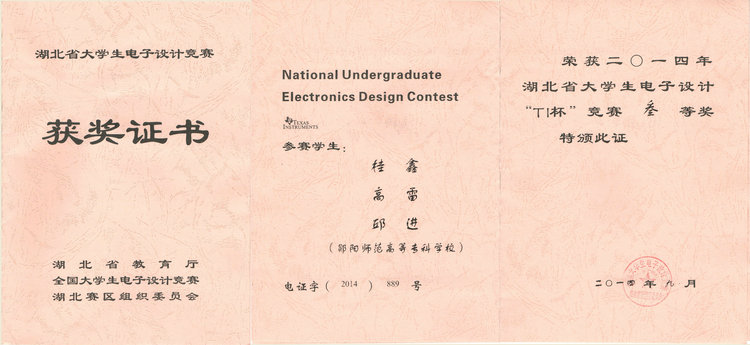 湖北省大学生电子设计竞赛
获奖证书
湖北省教育厅
全国大学生电子设计竞赛
湖北赛区组织委员会
National Undergraduate
Electronics Design Contest
TEXAS
INSTRUMENTS
参赛学生：
桂鑫
高雷
邱进
（郧阳师范高等专科学校）
电证字（2014）889号
荣获二〇一四年
湖北省大学生电子设计
“TI杯”竞赛叁等奖
特颁此证
二〇一四年九月